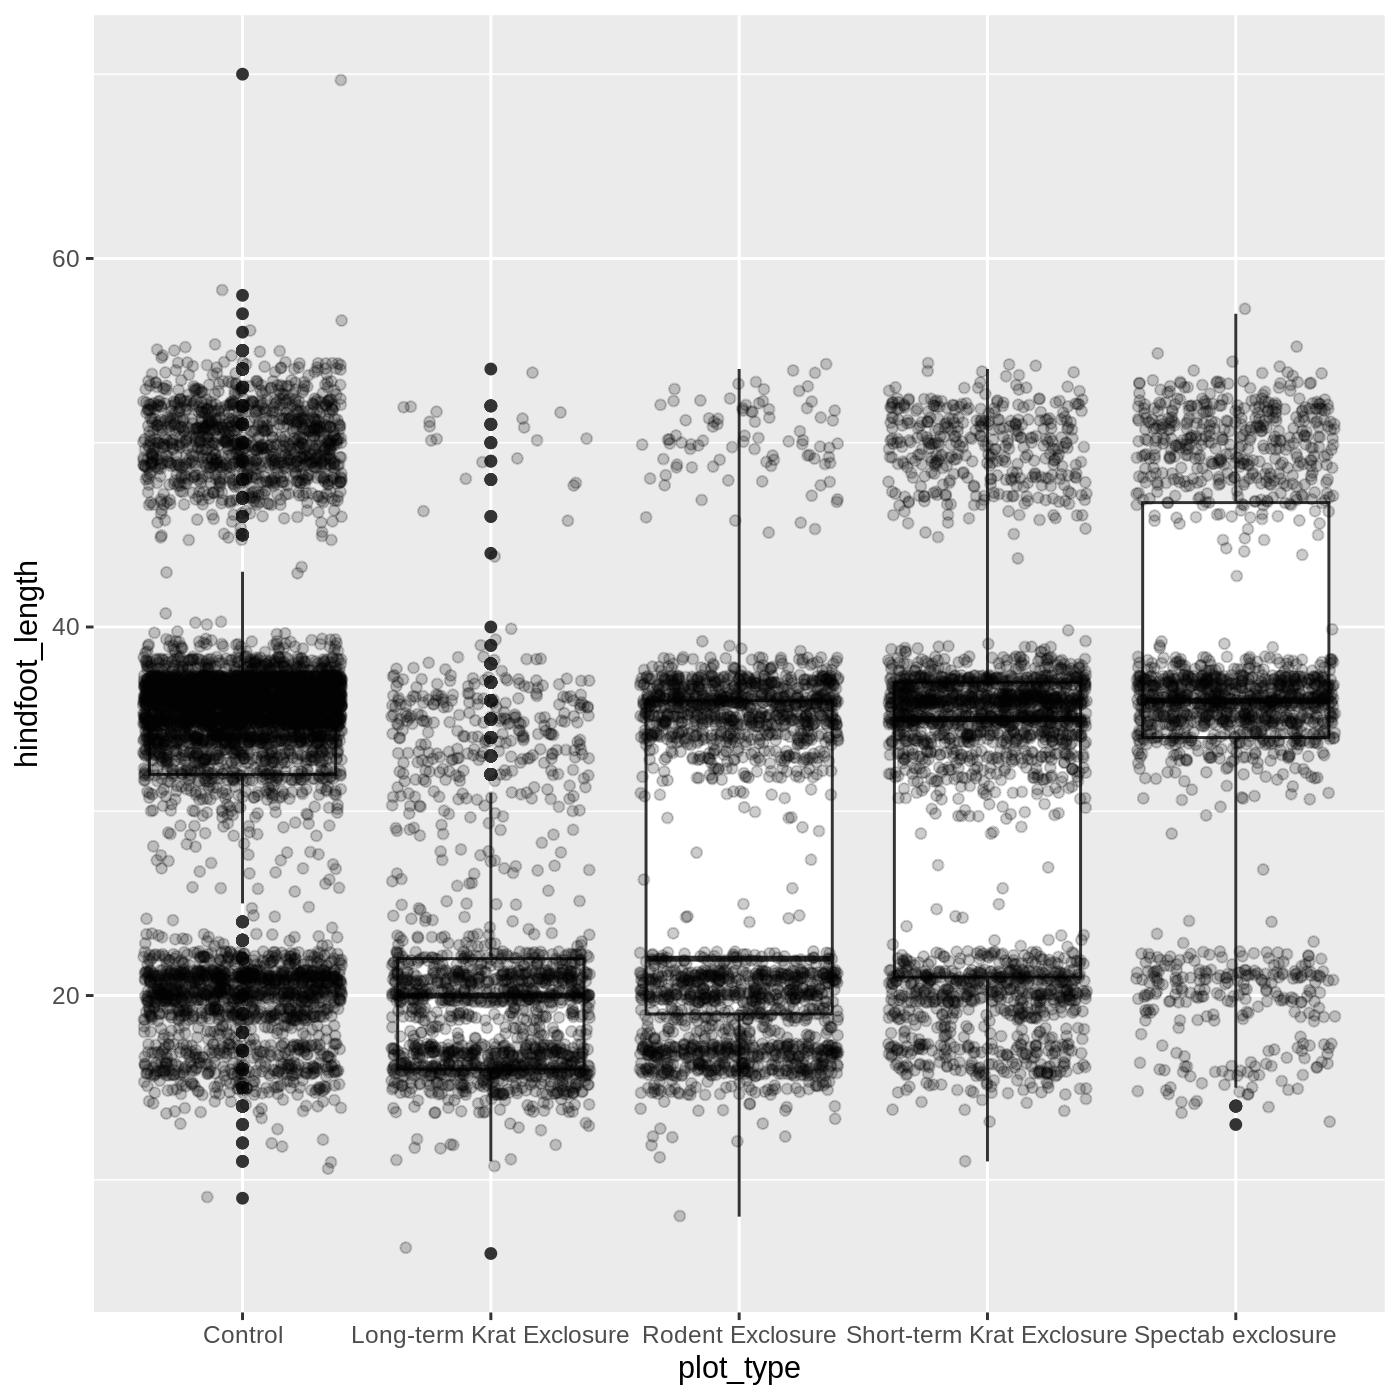 60
40
20
hindfoot_length
Control
Long-term Krat Exclosure
Rodent Exclosure
Short-term Krat Exclosure
Spectab exclosure
plot_type